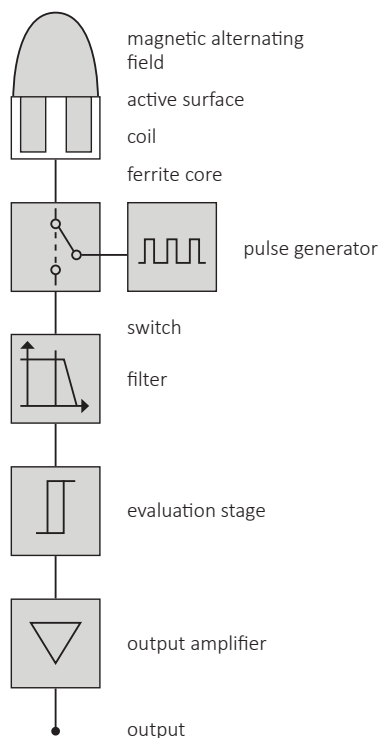 magnetic alternating
field
active surface
coil
ferrite core
pulse generator
switch
filter
evaluation stage
output amplifier
output